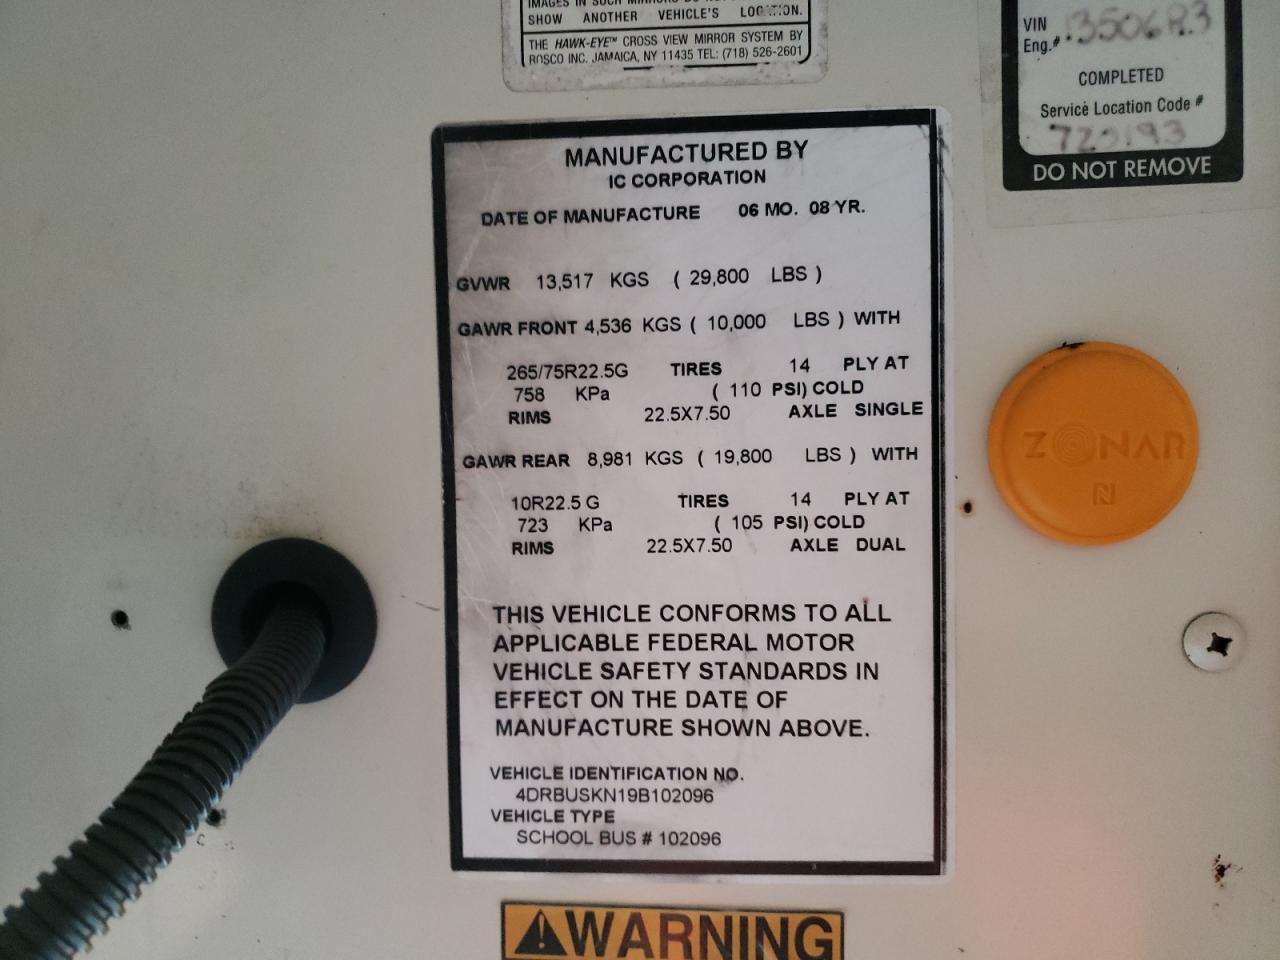 SHOW ANOTHER VEHICLE'S LOCATION.
THE HAWK-EYE™ CROSS VIEW MIRROR SYSTEM BY
ROSCO INC. JAMAICA, NY 11435 TEL: (718) 526-2601
VIN
Eng.#
COMPLETED
Service Location Code #
DO NOT REMOVE
MANUFACTURED BY
IC CORPORATION
DATE OF MANUFACTURE 06 MO. 08 YR.
GVWR 13,517 KGS ( 29,800 LBS )
GAWR FRONT 4,536 KGS ( 10,000 LBS ) WITH
265/75R22.5G TIRES 14 PLY AT
758 KPa ( 110 PSI) COLD
RIMS 22.5X7.50 AXLE SINGLE
GAWR REAR 8,981 KGS ( 19,800 LBS ) WITH
10R22.5 G TIRES 14 PLY AT
723 KPa ( 105 PSI) COLD
RIMS 22.5X7.50 AXLE DUAL
THIS VEHICLE CONFORMS TO ALL
APPLICABLE FEDERAL MOTOR
VEHICLE SAFETY STANDARDS IN
EFFECT ON THE DATE OF
MANUFACTURE SHOWN ABOVE.
VEHICLE IDENTIFICATION NO.
4DRBUSKN19B102096
VEHICLE TYPE
SCHOOL BUS # 102096
ZONAR
WARNING